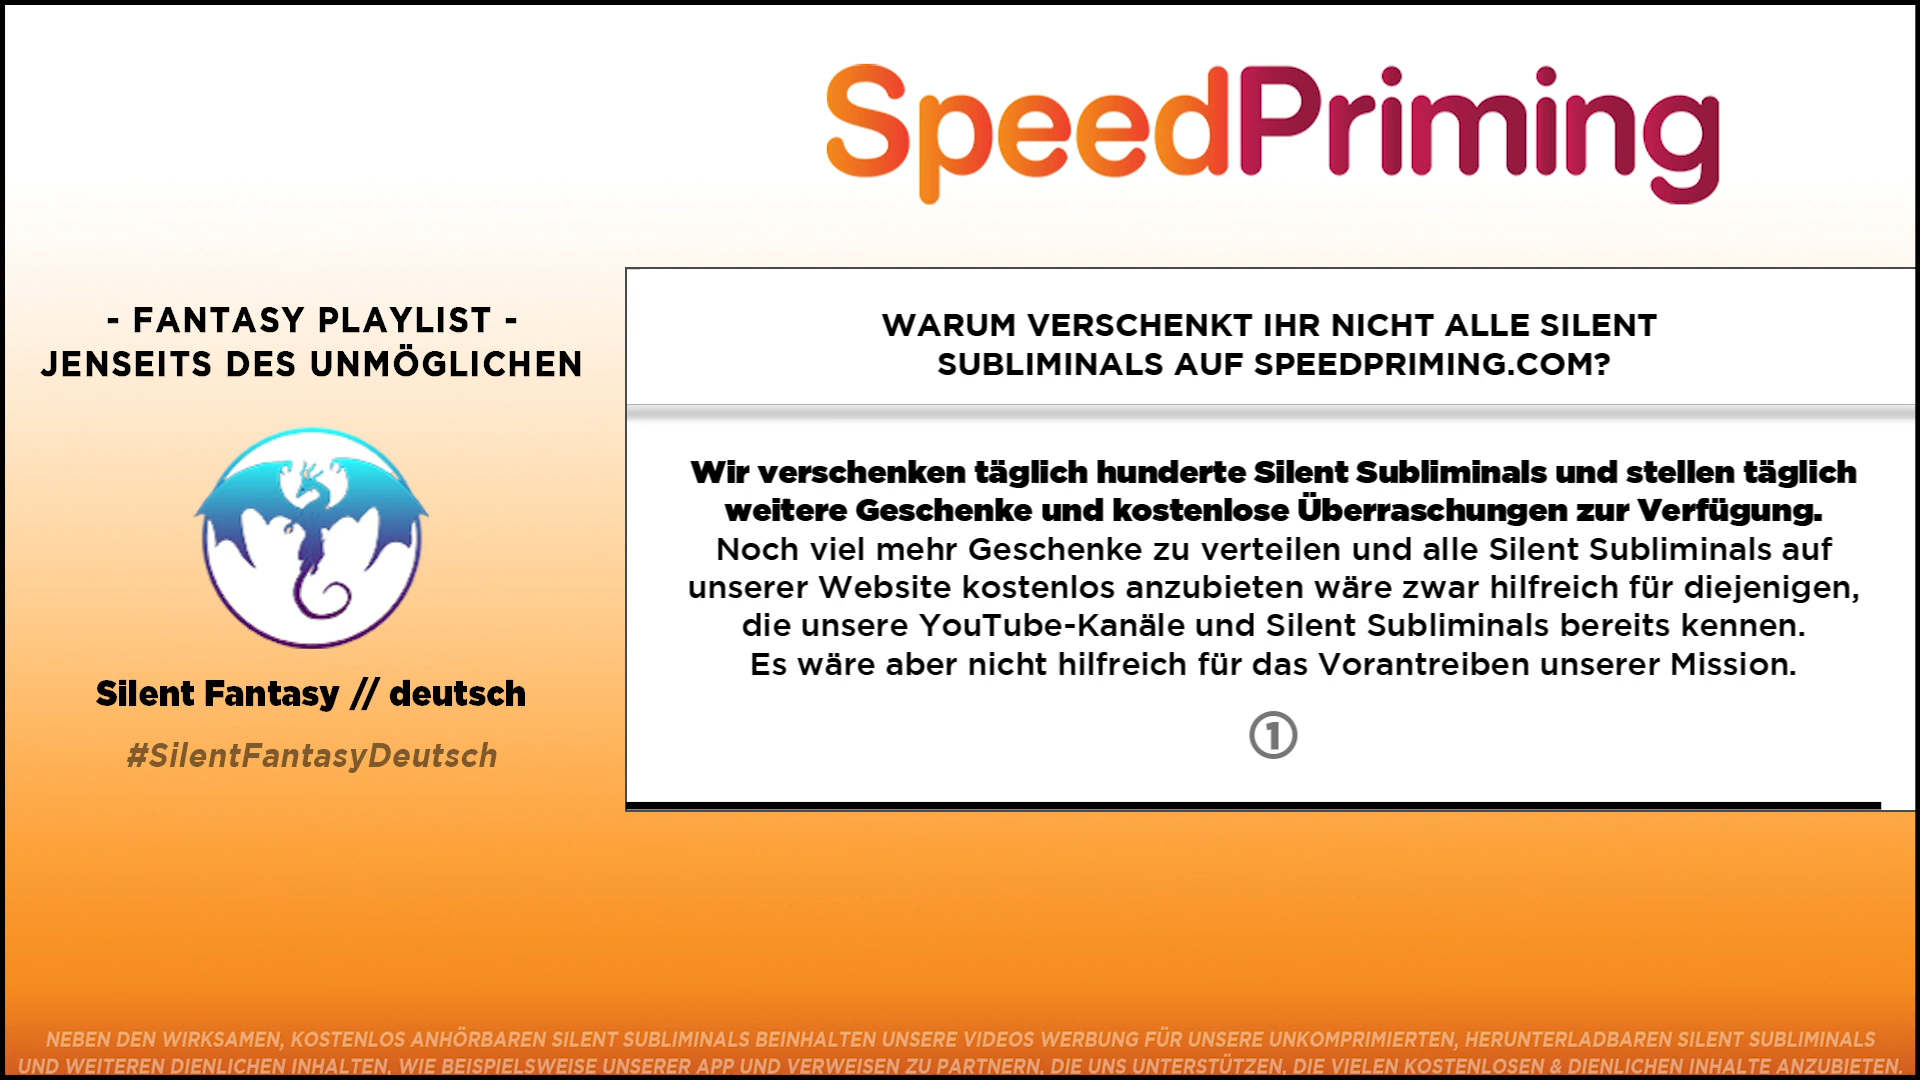 SpeedPriming
- FANTASY PLAYLIST -
JENSEITS DES UNMÖGLICHEN
Silent Fantasy // deutsch
#SilentFantasyDeutsch
WARUM VERSCHENKT IHR NICHT ALLE SILENT
SUBLIMINALS AUF SPEEDPRIMING.COM?
Wir verschenken täglich hunderte Silent Subliminals und stellen täglich
weitere Geschenke und kostenlose Überraschungen zur Verfügung.
Noch viel mehr Geschenke zu verteilen und alle Silent Subliminals auf
unserer Website kostenlos anzubieten wäre zwar hilfreich für diejenigen,
die unsere YouTube-Kanäle und Silent Subliminals bereits kennen.
Es wäre aber nicht hilfreich für das Vorantreiben unserer Mission.
①
NEBEN DEN WIRKSAMEN, KOSTENLOS ANHÖRBAREN SILENT SUBLIMINALS BEINHALTEN UNSERE VIDEOS WERBUNG FÜR UNSERE UNKOMPRIMIERTEN, HERUNTERLADBAREN SILENT SUBLIMINALS
UND WEITEREN DIENLICHEN INHALTEN, WIE BEISPIELSWEISE UNSERER APP UND VERWEISEN ZU PARTNERN, DIE UNS UNTERSTÜTZEN, DIE VIELEN KOSTENLOSEN & DIENLICHEN INHALTE ANZUBIETEN.